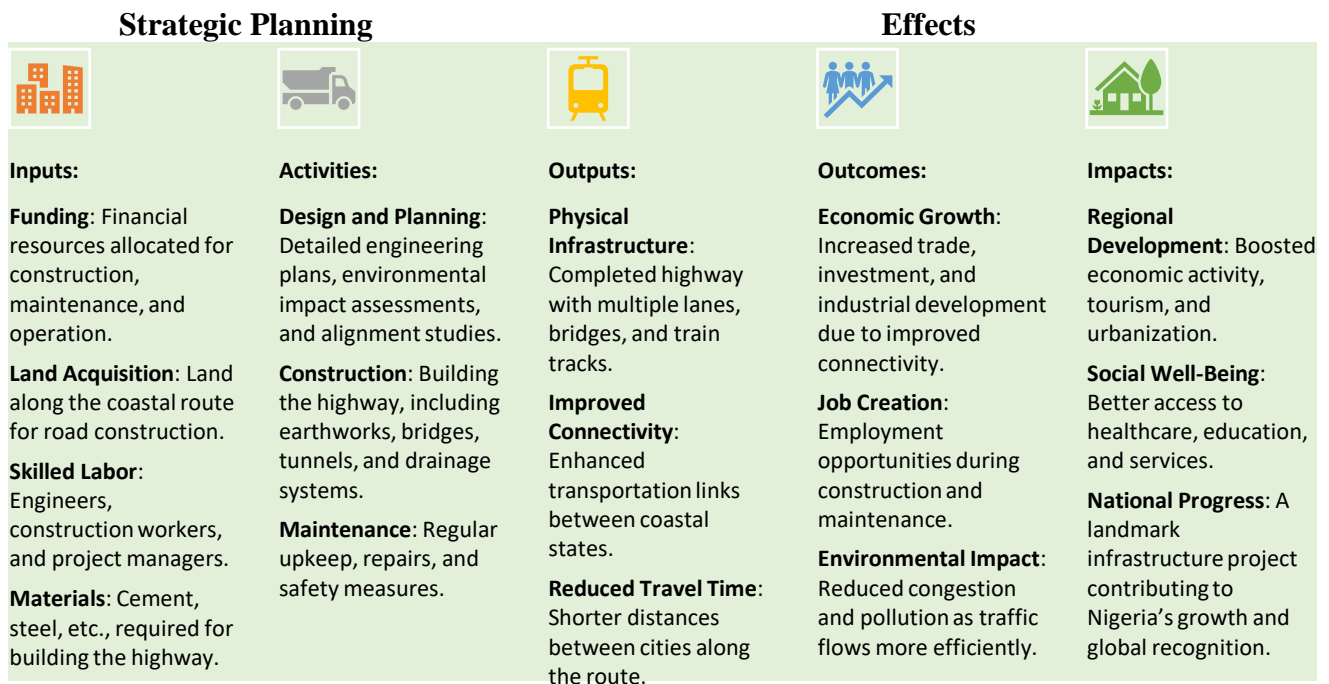 Strategic Planning
Effects
Inputs:
Funding: Financial
resources allocated for
construction,
maintenance, and
operation.
Land Acquisition: Land
along the coastal route
for road construction.
Skilled Labor:
Engineers,
construction workers,
and project managers.
Materials: Cement,
steel, etc., required for
building the highway.
Activities:
Design and Planning:
Detailed engineering
plans, environmental
impact assessments,
and alignment studies.
Construction: Building
the highway, including
earthworks, bridges,
tunnels, and drainage
systems.
Maintenance: Regular
upkeep, repairs, and
safety measures.
Outputs:
Physical
Infrastructure:
Completed highway
with multiple lanes,
bridges, and train
tracks.
Improved
Connectivity:
Enhanced
transportation links
between coastal
states.
Reduced Travel Time:
Shorter distances
between cities along
the route.
Outcomes:
Economic Growth:
Increased trade,
investment, and
industrial development
due to improved
connectivity.
Job Creation:
Employment
opportunities during
construction and
maintenance.
Environmental Impact:
Reduced congestion
and pollution as traffic
flows more efficiently.
Impacts:
Regional
Development: Boosted
economic activity,
tourism, and
urbanization.
Social Well-Being:
Better access to
healthcare, education,
and services.
National Progress: A
landmark
infrastructure project
contributing to
Nigeria's growth and
global recognition.